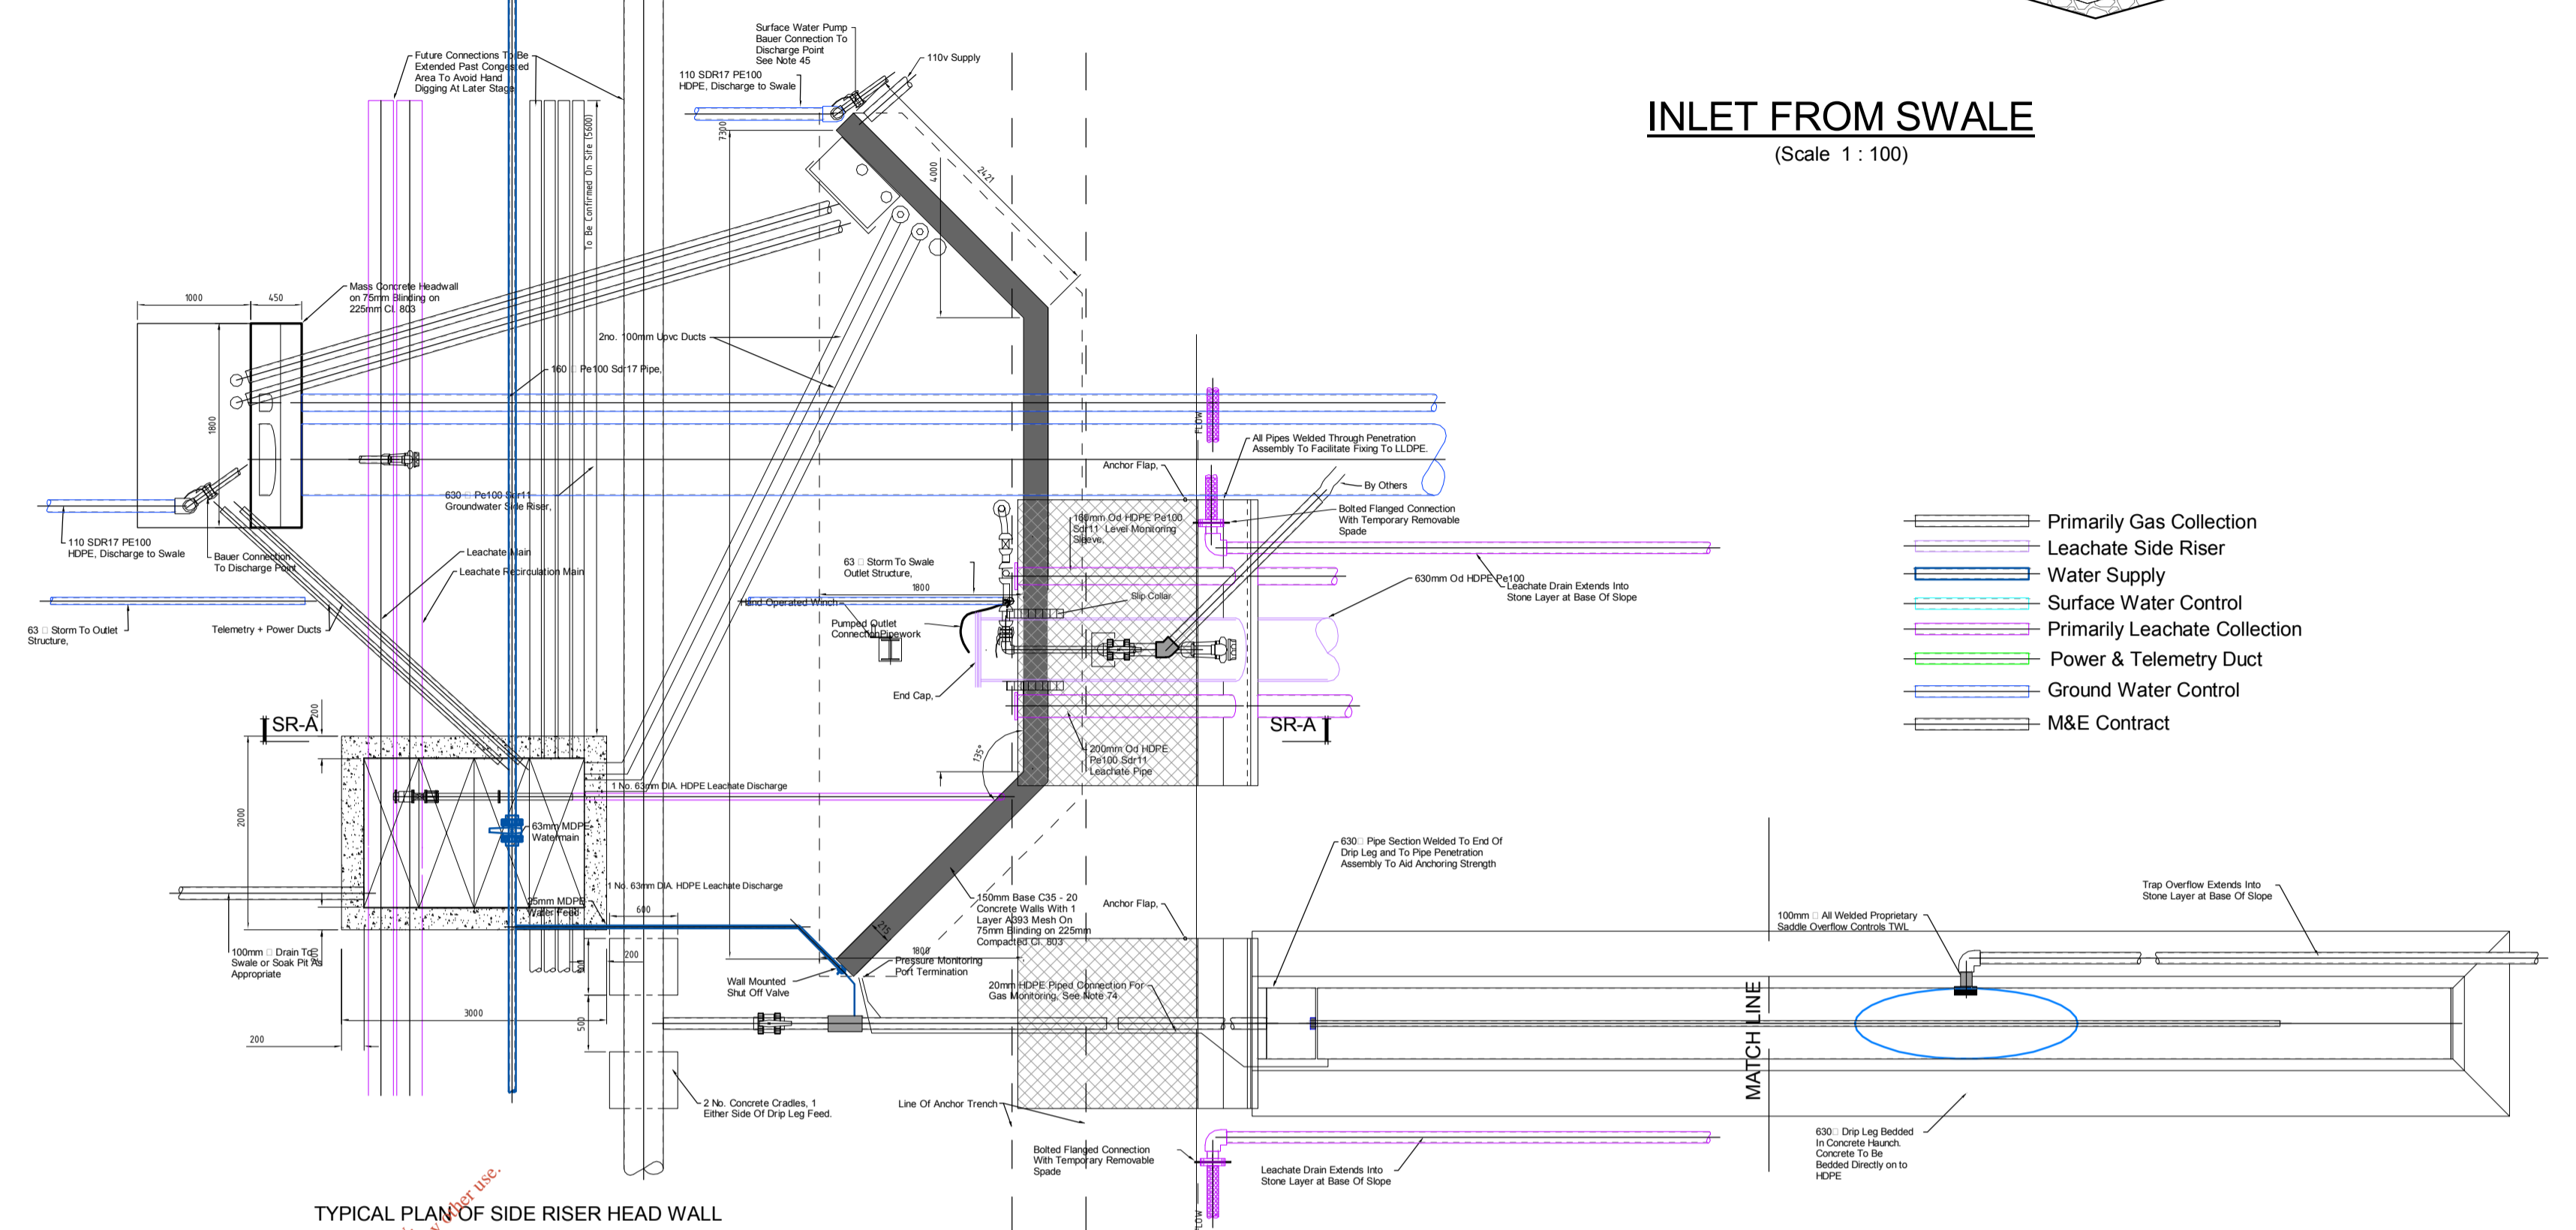 Surface Water Pump
Bauer Connection To
Discharge Point
See Note 45
110 SDR17 PE100
HDPE, Discharge to Swale
110v Supply
Future Connections To Be
Extended Past Congested
Area To Avoid Hand
Digging At Later Stage
To Be Confirmed On Site (5600)
7300
4000
2421
INLET FROM SWALE
(Scale 1 : 100)
1000
450
1800
Mass Concrete Headwall
on 75mm Blinding on
225mm Cl. 803
2no. 100mm Upvc Ducts
160 □ Pe100 Sdr17 Pipe,
FLOW
All Pipes Welded Through Penetration
Assembly To Facilitate Fixing To LLDPE.
Anchor Flap,
By Others
630 □ Pe100 Sdr11
Groundwater Side Riser,
160mm Od HDPE Pe100
Sdr11 Level Monitoring
Sleeve,
Bolted Flanged Connection
With Temporary Removable
Spade
110 SDR17 PE100
HDPE, Discharge to Swale
Bauer Connection
To Discharge Point
Leachate Main
Leachate Recirculation Main
63 □ Storm To Swale
Outlet Structure,
1800
630mm Od HDPE Pe100
Leachate Drain Extends Into
Stone Layer at Base Of Slope
Slip Collar
Hand Operated Winch
Pumped Outlet
ConnectionPipework
63 □ Storm To Outlet
Structure,
Telemetry + Power Ducts
End Cap,
Primarily Gas Collection
Leachate Side Riser
Water Supply
Surface Water Control
Primarily Leachate Collection
Power & Telemetry Duct
Ground Water Control
M&E Contract
SR-A
SR-A
200
135°
200mm Od HDPE
Pe100 Sdr11
Leachate Pipe
1 No. 63mm DIA. HDPE Leachate Discharge
2000
63mm MDPE
Watermain
1 No. 63mm DIA. HDPE Leachate Discharge
25mm MDPE
Water Feed
600
215
150mm Base C35 - 20
Concrete Walls With 1
Layer A393 Mesh On
75mm Blinding on 225mm
Compacted Cl. 803
1800
Anchor Flap,
630□ Pipe Section Welded To End Of
Drip Leg and To Pipe Penetration
Assembly To Aid Anchoring Strength
Trap Overflow Extends Into
Stone Layer at Base Of Slope
100mm □ All Welded Proprietary
Saddle Overflow Controls TWL
100mm □ Drain To
Swale or Soak Pit As
Appropriate
200
Pressure Monitoring
Port Termination
Wall Mounted
Shut Off Valve
20mm HDPE Piped Connection For
Gas Monitoring, See Note 74
MATCH LINE
3000
500
200
2 No. Concrete Cradles, 1
Either Side Of Drip Leg Feed.
Line Of Anchor Trench
Bolted Flanged Connection
With Temporary Removable
Spade
Leachate Drain Extends Into
Stone Layer at Base Of Slope
630□ Drip Leg Bedded
In Concrete Haunch.
Concrete To Be
Bedded Directly on to
HDPE
other use.
TYPICAL PLAN OF SIDE RISER HEAD WALL